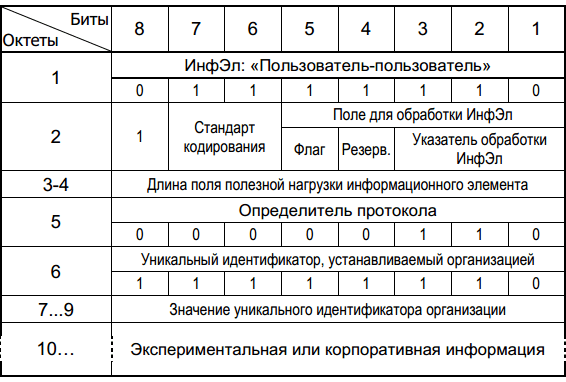 Биты
Октеты
8 7 6 5 4 3 2 1
1
ИнфЭл: «Пользователь-пользователь»
0 1 1 1 1 1 1 0
2
1
Стандарт
кодирования
Поле для обработки ИнфЭл
Флаг
Резерв.
Указатель обработки
ИнфЭл
3-4
Длина поля полезной нагрузки информационного элемента
5
Определитель протокола
0 0 0 0 0 1 1 0
6
Уникальный идентификатор, устанавливаемый организацией
1 1 1 1 1 1 1 0
7...9
Значение уникального идентификатора организации
10...
Экспериментальная или корпоративная информация